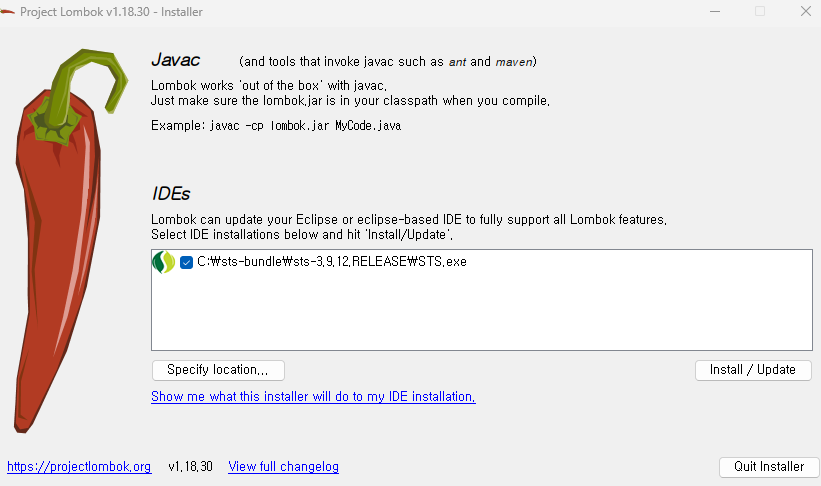 Project Lombok v1.18.30 - Installer
Javac (and tools that invoke javac such as ant and maven)
Lombok works 'out of the box' with javac.
Just make sure the lombok.jar is in your classpath when you compile.
Example: javac -cp lombok.jar MyCode.java
IDEs
Lombok can update your Eclipse or eclipse-based IDE to fully support all Lombok features.
Select IDE installations below and hit 'Install/Update'.
C:₩sts-bundle₩sts-3.9.12.RELEASE₩STS.exe
Specify location...
Install / Update
Show me what this installer will do to my IDE installation.
https://projectlombok.org v1.18.30 View full changelog
Quit Installer